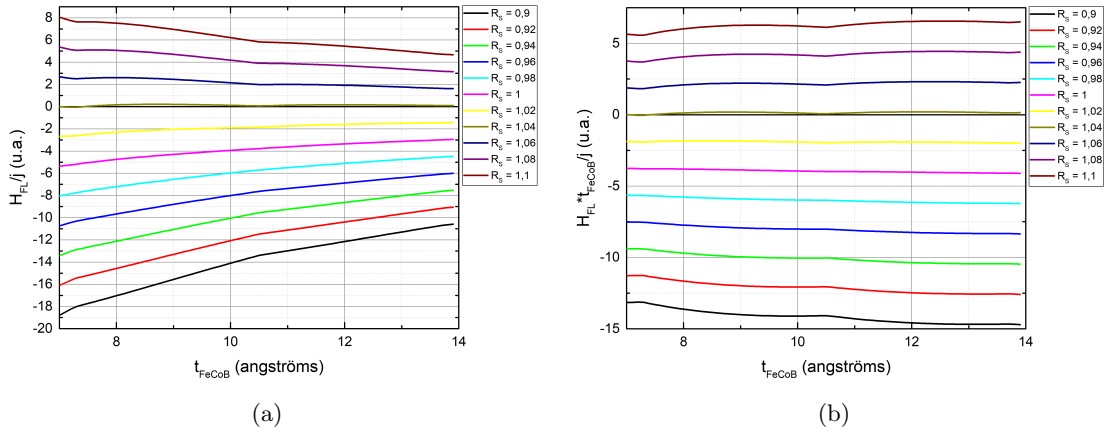 8
6
4
2
0
-2
-4
-6
-8
-10
-12
-14
-16
-18
-20
8
10
12
14
H_FL/j (u.a.)
t_FeCoB (angströms)
R_S = 0,9
R_S = 0,92
R_S = 0,94
R_S = 0,96
R_S = 0,98
R_S = 1
R_S = 1,02
R_S = 1,04
R_S = 1,06
R_S = 1,08
R_S = 1,1
(a)
5
0
-5
-10
-15
8
10
12
14
H_FL*t_FeCoB/j (u.a.)
t_FeCoB (angströms)
R_S = 0,9
R_S = 0,92
R_S = 0,94
R_S = 0,96
R_S = 0,98
R_S = 1
R_S = 1,02
R_S = 1,04
R_S = 1,06
R_S = 1,08
R_S = 1,1
(b)